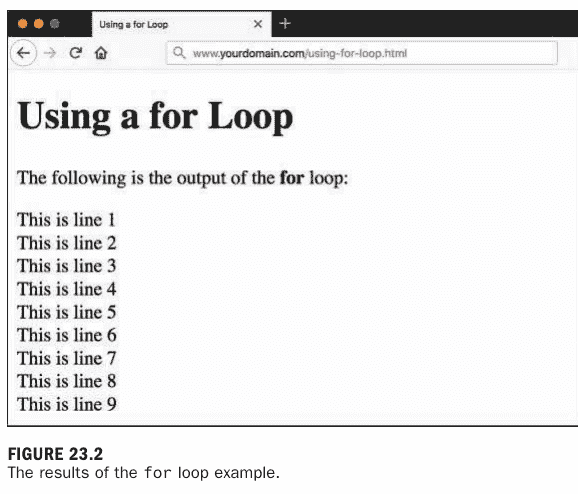 Using a for Loop
www.yourdomain.com/using-for-loop.html
Using a for Loop
The following is the output of the for loop:
This is line 1
This is line 2
This is line 3
This is line 4
This is line 5
This is line 6
This is line 7
This is line 8
This is line 9
FIGURE 23.2
The results of the for loop example.